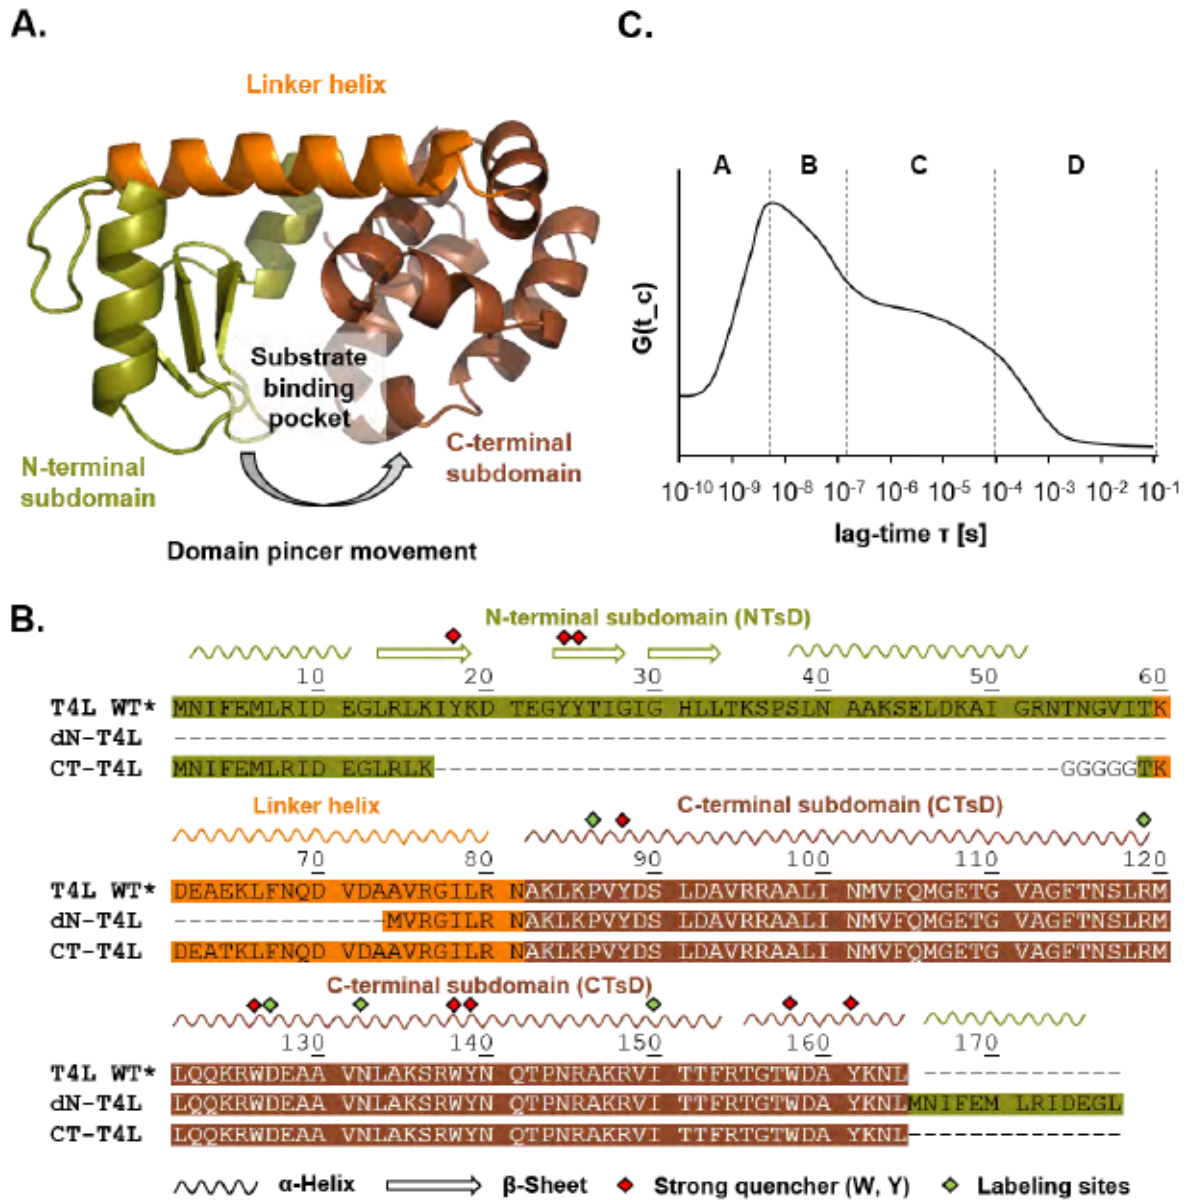 A.
Linker helix
Substrate
binding
pocket
N-terminal
subdomain
C-terminal
subdomain
Domain pincer movement
C.
A B C D
G(t_c)
10-10 10-9 10-8 10-7 10-6 10-5 10-4 10-3 10-2 10-1
lag-time τ [s]
B.
N-terminal subdomain (NTsD)
10 20 30 40 50 60
T4L WT* MNIFEMLRID EGLRLKIYKD TEGYYTIGIG HLLTKSPSLN AAKSELDKAI GRNTNGVITK
dN-T4L -----------------------------------------------------------
CT-T4L MNIFEMLRID EGLRLK-------------------------------------GGGGGTK
Linker helix C-terminal subdomain (CTsD)
70 80 90 100 110 120
T4L WT* DEAEKLFNQD VDAAVRGILR NAKLKPVYDS LDAVRRAALI NMVFQMGETG VAGFTNSLRM
dN-T4L -------------MVRGILR NAKLKPVYDS LDAVRRAALI NMVFQMGETG VAGFTNSLRM
CT-T4L DEATKLFNQD VDAAVRGILR NAKLKPVYDS LDAVRRAALI NMVFQMGETG VAGFTNSLRM
C-terminal subdomain (CTsD)
130 140 150 160 170
T4L WT* LQQKRWDEAA VNLAKSRWYN QTPNRAKRVI TTFRTGTWDA YKNL ------------
dN-T4L LQQKRWDEAA VNLAKSRWYN QTPNRAKRVI TTFRTGTWDA YKNLMNIFEM LRIDEGL
CT-T4L LQQKRWDEAA VNLAKSRWYN QTPNRAKRVI TTFRTGTWDA YKNL-------------
α-Helix β-Sheet Strong quencher (W, Y) Labeling sites